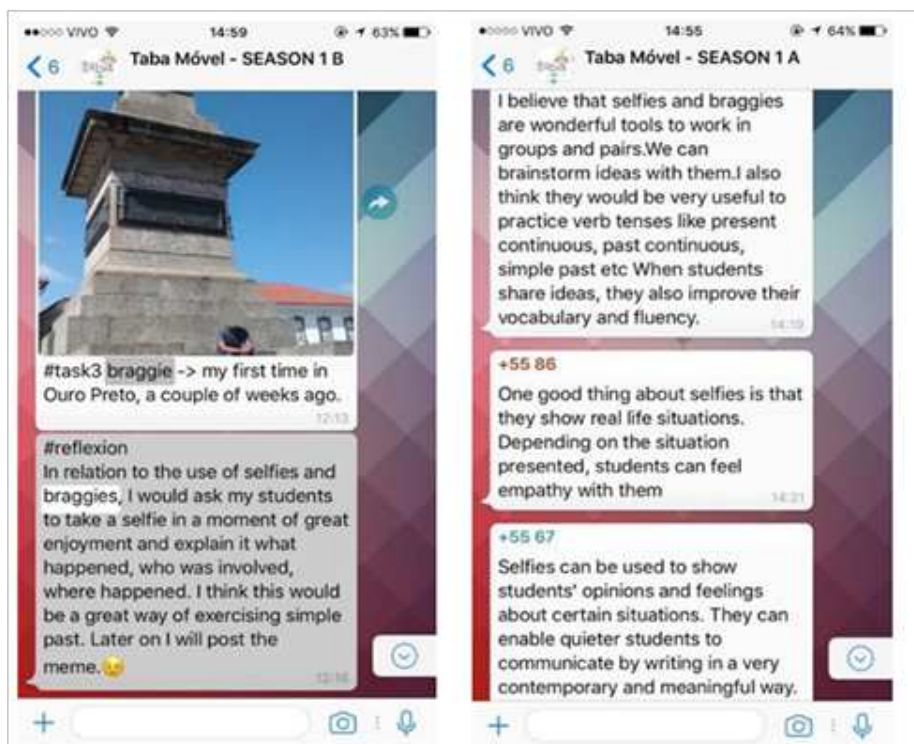 VIVO
14:59
63%
6
Taba Móvel - SEASON 1 B
#task3 braggie -> my first time in
Ouro Preto, a couple of weeks ago.
12:13
#reflexion
In relation to the use of selfies and
braggies, I would ask my students
to take a selfie in a moment of great
enjoyment and explain it what
happened, who was involved,
where happened. I think this would
be a great way of exercising simple
past. Later on I will post the
meme.
VIVO
14:55
64%
6
Taba Móvel - SEASON 1 A
I believe that selfies and braggies
are wonderful tools to work in
groups and pairs.We can
brainstorm ideas with them.I also
think they would be very useful to
practice verb tenses like present
continuous, past continuous,
simple past etc When students
share ideas, they also improve their
vocabulary and fluency.
14:19
+55 86
One good thing about selfies is that
they show real life situations.
Depending on the situation
presented, students can feel
empathy with them
14:21
+55 67
Selfies can be used to show
students' opinions and feelings
about certain situations. They can
enable quieter students to
communicate by writing in a very
contemporary and meaningful way.